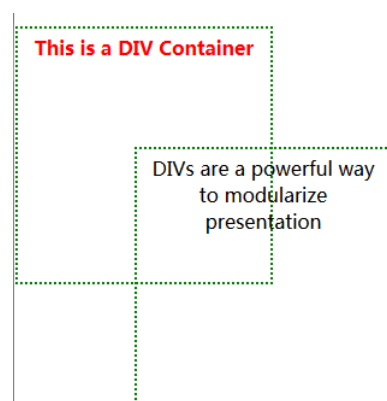 This is a DIV Container
DIVs are a powerful way
to modularize
presentation